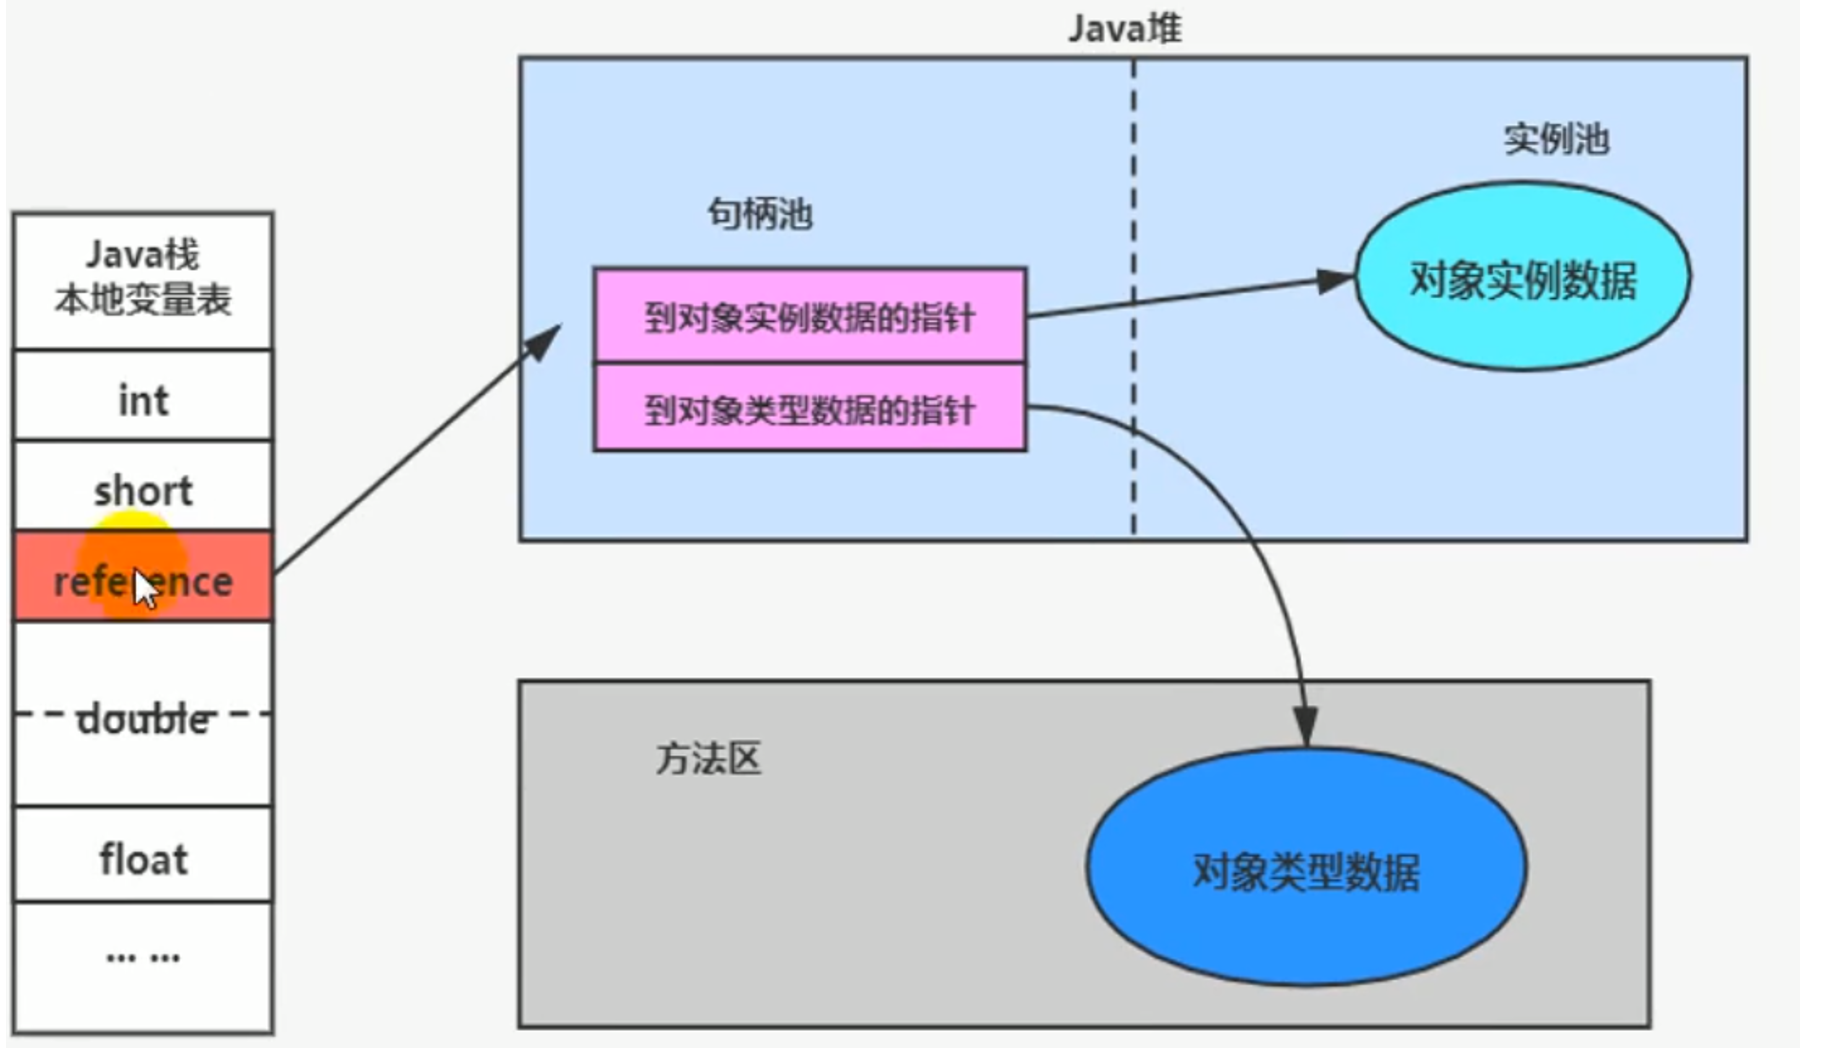 Java堆
实例池
句柄池
对象实例数据
到对象实例数据的指针
到对象类型数据的指针
Java栈
本地变量表
int
short
reference
double
float
... ...
方法区
对象类型数据